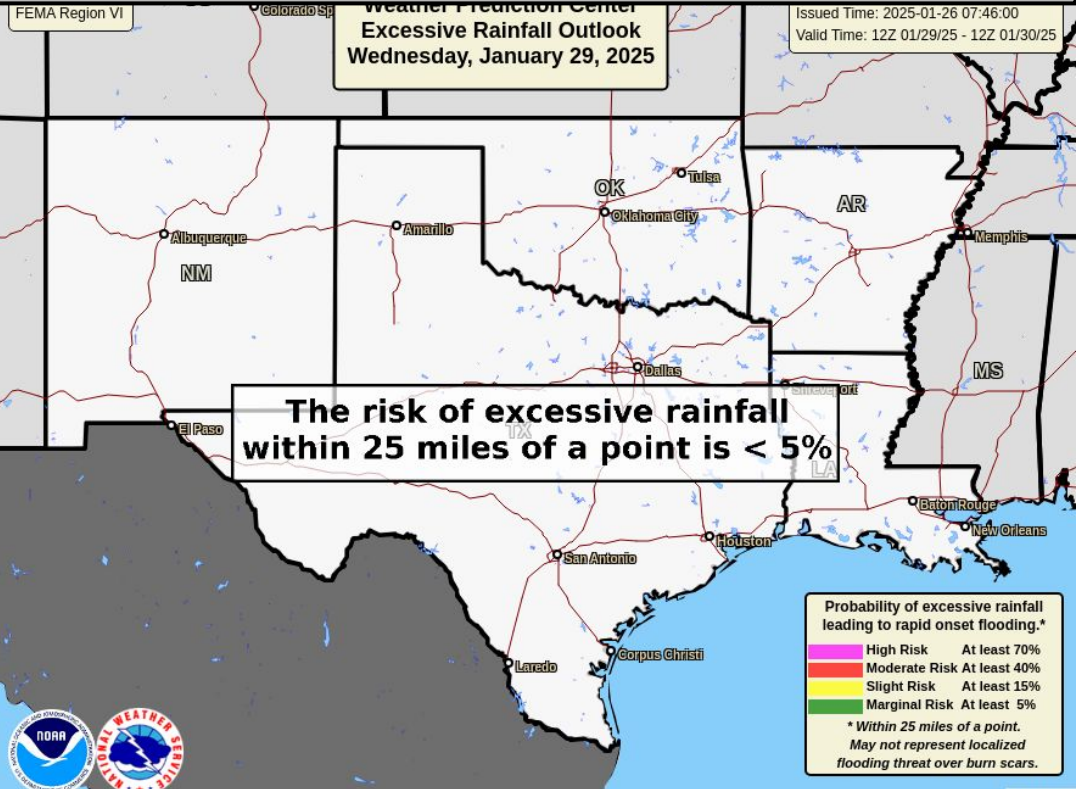 FEMA Region VI
Weather Prediction Center
Excessive Rainfall Outlook
Wednesday, January 29, 2025
Issued Time: 2025-01-26 07:46:00
Valid Time: 12Z 01/29/25 - 12Z 01/30/25
Colorado Sp
Tulsa
OK
Oklahoma City
AR
Albuquerque
Amarillo
Memphis
NM
Dallas
MS
Shreveport
The risk of excessive rainfall
within 25 miles of a point is < 5%
TX
El Paso
LA
Baton Rouge
New Orleans
Houston
San Antonio
Corpus Christi
Laredo
Probability of excessive rainfall
leading to rapid onset flooding.*
High Risk At least 70%
Moderate Risk At least 40%
Slight Risk At least 15%
Marginal Risk At least 5%
* Within 25 miles of a point.
May not represent localized
flooding threat over burn scars.
NOAA
NATIONAL WEATHER SERVICE